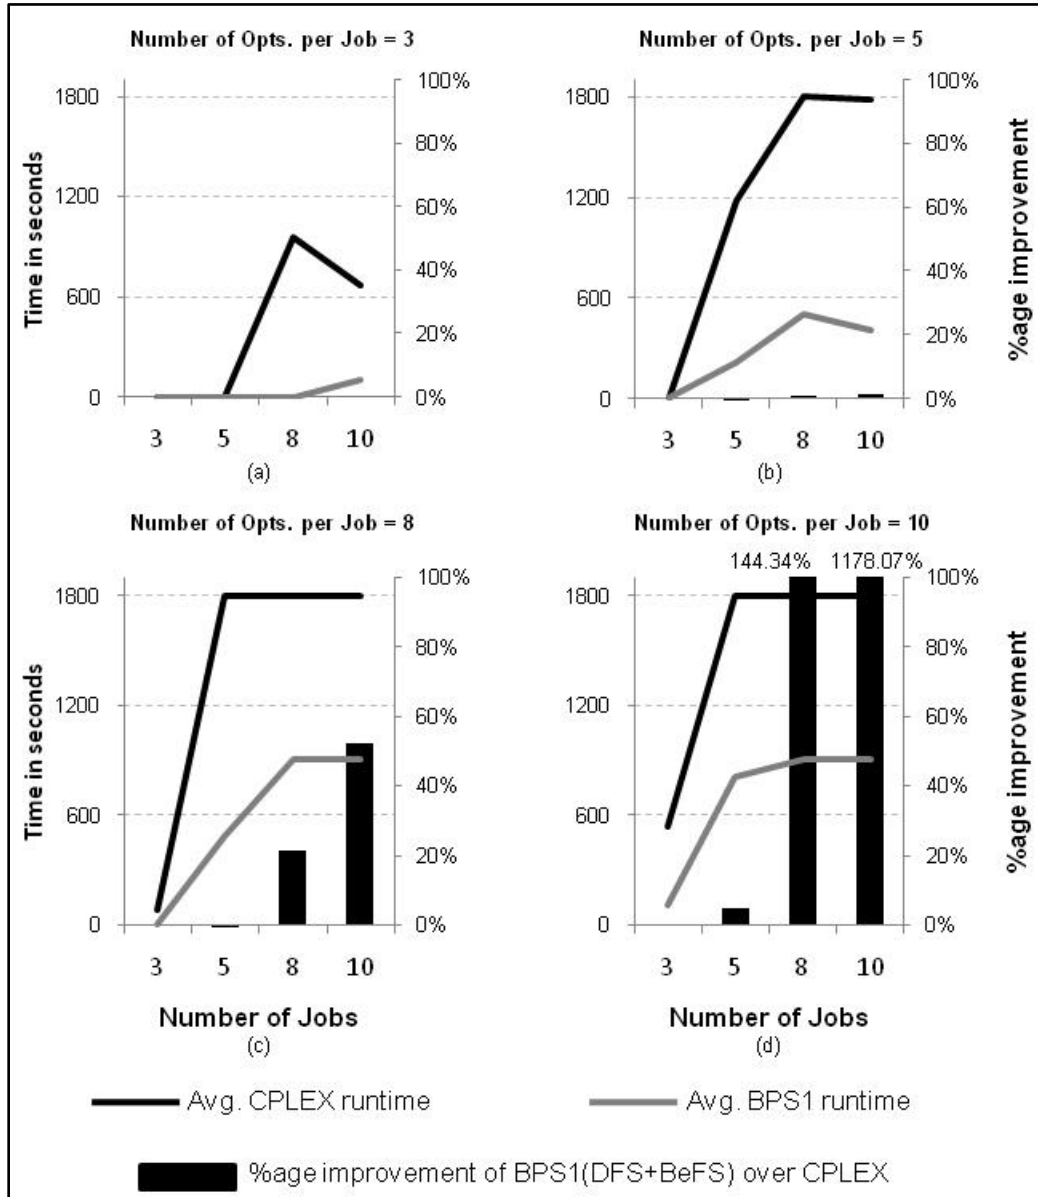 Number of Opts. per Job = 3
Number of Opts. per Job = 5
Time in seconds
1800
1200
600
0
100%
80%
60%
40%
20%
0%
3 5 8 10
(a)
1800
1200
600
0
100%
80%
60%
40%
20%
0%
%age improvement
3 5 8 10
(b)
Number of Opts. per Job = 8
Number of Opts. per Job = 10
Time in seconds
1800
1200
600
0
100%
80%
60%
40%
20%
0%
3 5 8 10
Number of Jobs
(c)
144.34% 1178.07%
1800
1200
600
0
100%
80%
60%
40%
20%
0%
%age improvement
3 5 8 10
Number of Jobs
(d)
Avg. CPLEX runtime
Avg. BPS1 runtime
%age improvement of BPS1(DFS+BeFS) over CPLEX